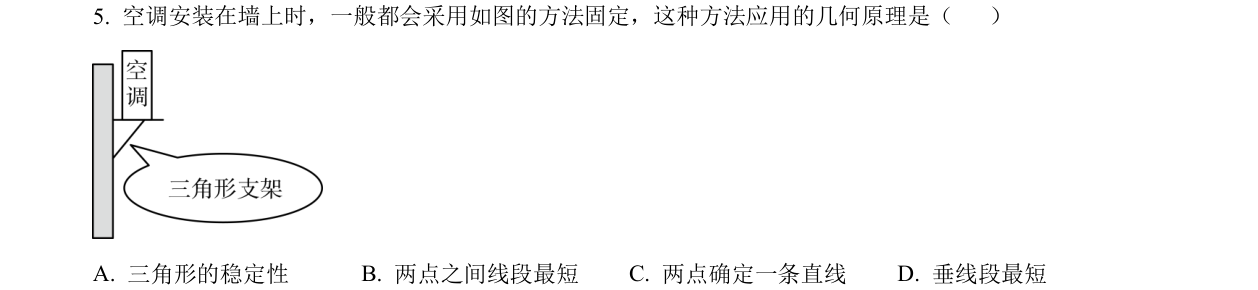 5. 空调安装在墙上时，一般都会采用如图的方法固定，这种方法应用的几何原理是（　　）
空
调
三角形支架
A. 三角形的稳定性 B. 两点之间线段最短 C. 两点确定一条直线 D. 垂线段最短